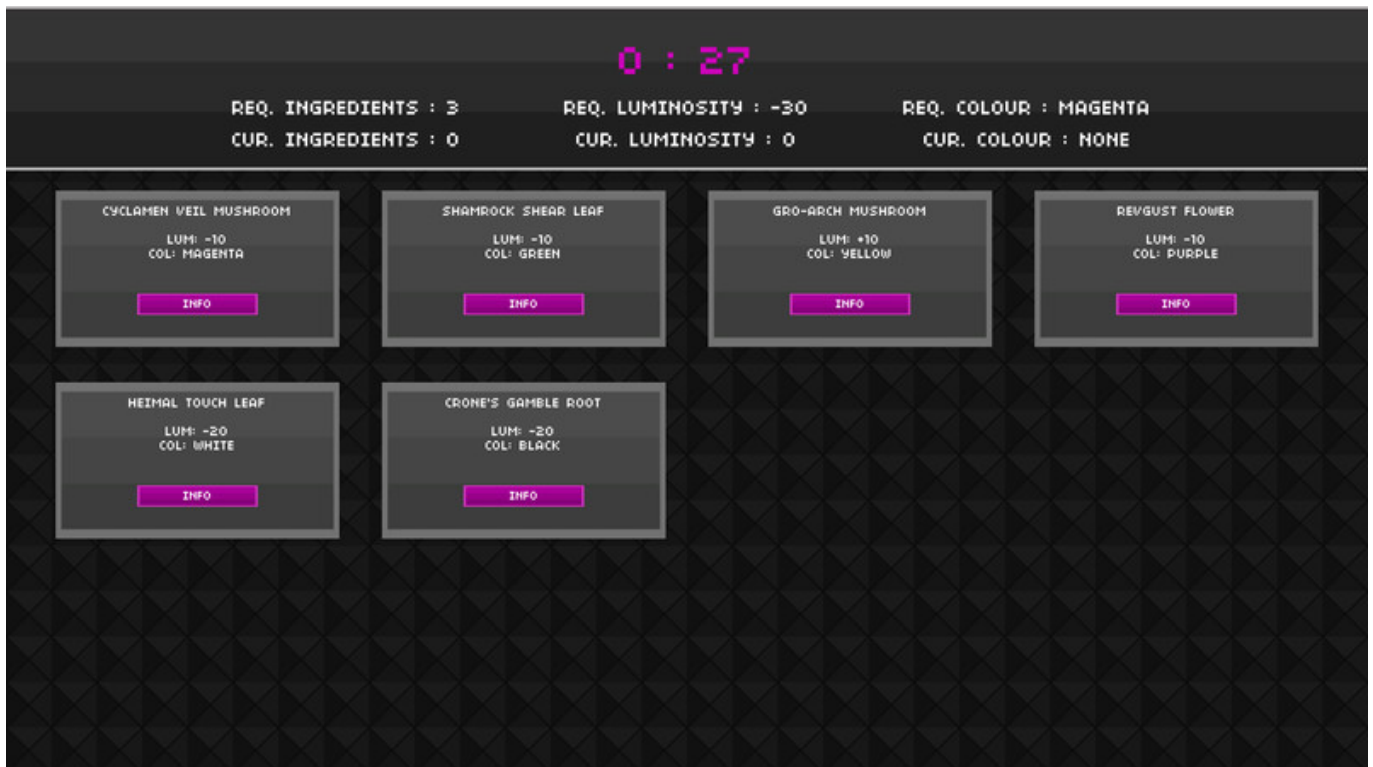 0 : 27
REQ. INGREDIENTS : 3 REQ. LUMINOSITY : -30 REQ. COLOUR : MAGENTA
CUR. INGREDIENTS : 0 CUR. LUMINOSITY : 0 CUR. COLOUR : NONE
CYCLAMEN VEIL MUSHROOM
LUM: -10
COL: MAGENTA
INFO
SHAMROCK SHEAR LEAF
LUM: -10
COL: GREEN
INFO
GRO-ARCH MUSHROOM
LUM: +10
COL: YELLOW
INFO
REVGUST FLOWER
LUM: -10
COL: PURPLE
INFO
HEIMAL TOUCH LEAF
LUM: -20
COL: WHITE
INFO
CRONE'S GAMBLE ROOT
LUM: -20
COL: BLACK
INFO